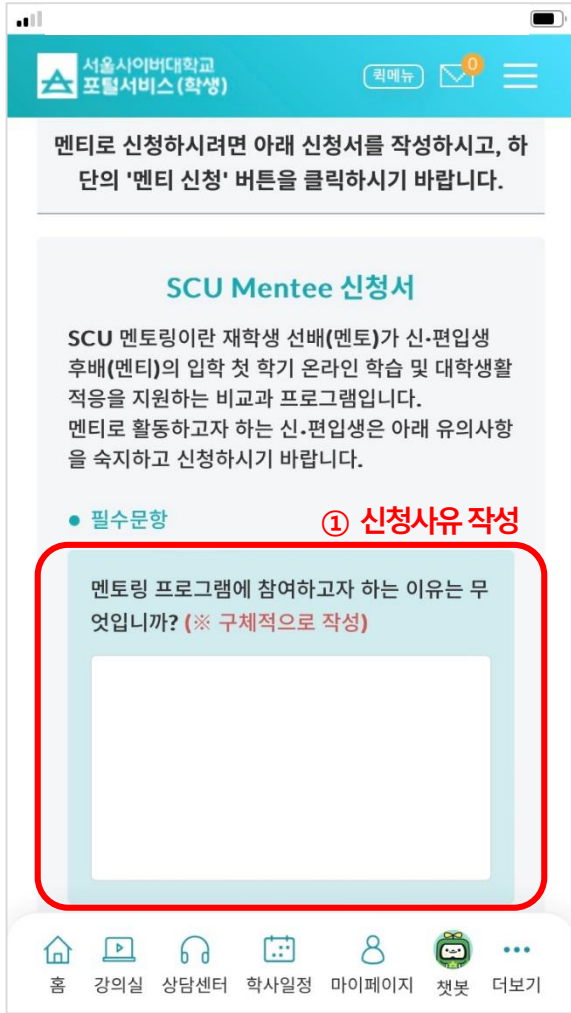 서울사이버대학교
포털서비스(학생)
퀵메뉴
0
멘티로 신청하시려면 아래 신청서를 작성하시고, 하
단의 '멘티 신청' 버튼을 클릭하시기 바랍니다.
SCU Mentee 신청서
SCU 멘토링이란 재학생 선배(멘토)가 신·편입생
후배(멘티)의 입학 첫 학기 온라인 학습 및 대학생활
적응을 지원하는 비교과 프로그램입니다.
멘티로 활동하고자 하는 신·편입생은 아래 유의사항
을 숙지하고 신청하시기 바랍니다.
• 필수문항
① 신청사유 작성
멘토링 프로그램에 참여하고자 하는 이유는 무
엇입니까? (※ 구체적으로 작성)
홈 강의실 상담센터 학사일정 마이페이지 챗봇 더보기